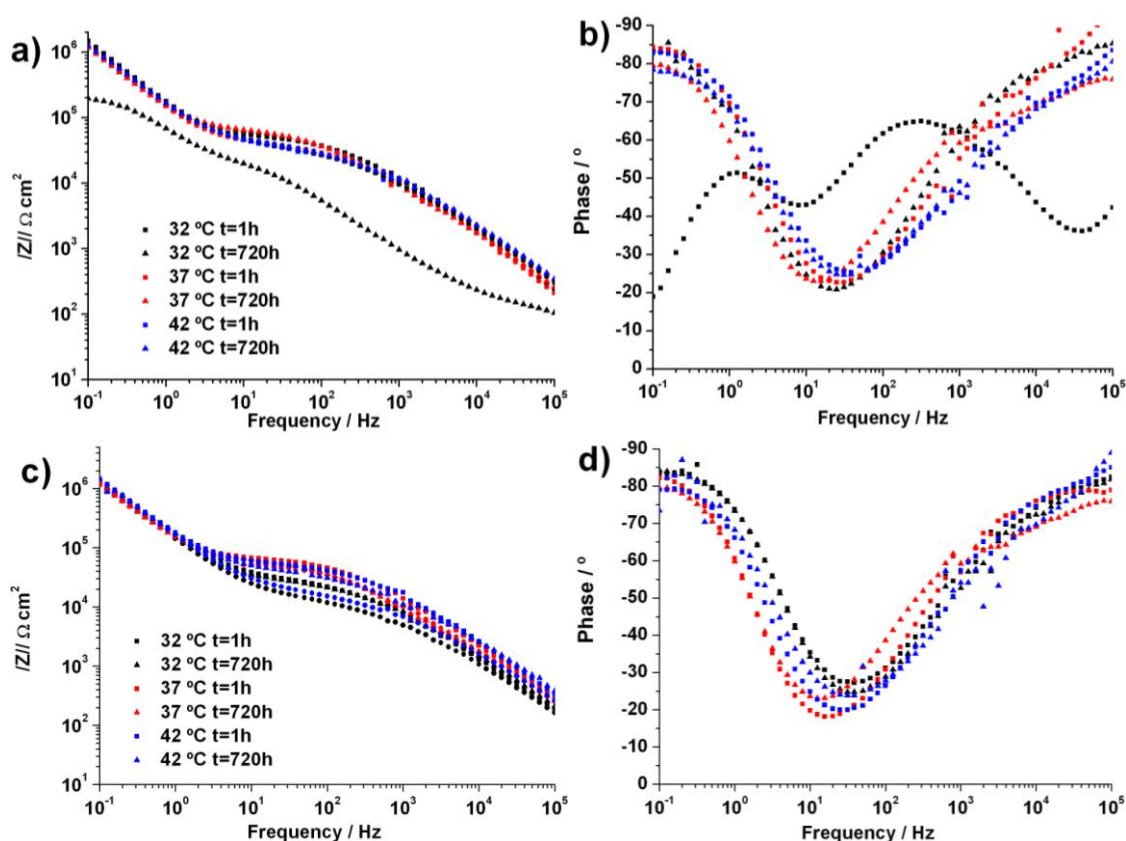 a)
/Z// Ω cm²
10⁶
10⁵
10⁴
10³
10²
10¹
32 ºC t=1h
32 ºC t=720h
37 ºC t=1h
37 ºC t=720h
42 ºC t=1h
42 ºC t=720h
10⁻¹ 10⁰ 10¹ 10² 10³ 10⁴ 10⁵
Frequency / Hz
b)
Phase / º
-90
-80
-70
-60
-50
-40
-30
-20
-10
0
10⁻¹ 10⁰ 10¹ 10² 10³ 10⁴ 10⁵
Frequency / Hz
c)
/Z// Ω cm²
10⁶
10⁵
10⁴
10³
10²
10¹
32 ºC t=1h
32 ºC t=720h
37 ºC t=1h
37 ºC t=720h
42 ºC t=1h
42 ºC t=720h
10⁻¹ 10⁰ 10¹ 10² 10³ 10⁴ 10⁵
Frequency / Hz
d)
Phase / º
-90
-80
-70
-60
-50
-40
-30
-20
-10
0
10⁻¹ 10⁰ 10¹ 10² 10³ 10⁴ 10⁵
Frequency / Hz